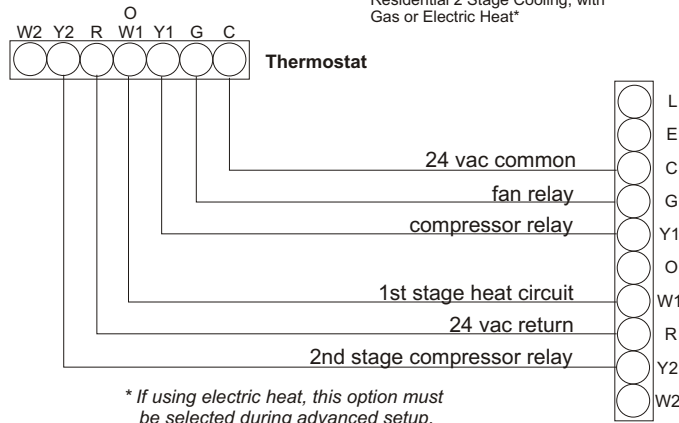 Residential 2 Stage Cooling, with
Gas or Electric Heat*
O
W2 Y2 R W1 Y1 G C
Thermostat
L
E
24 vac common C
fan relay G
compressor relay Y1
O
1st stage heat circuit W1
24 vac return R
2nd stage compressor relay Y2
W2
* If using electric heat, this option must
be selected during advanced setup.